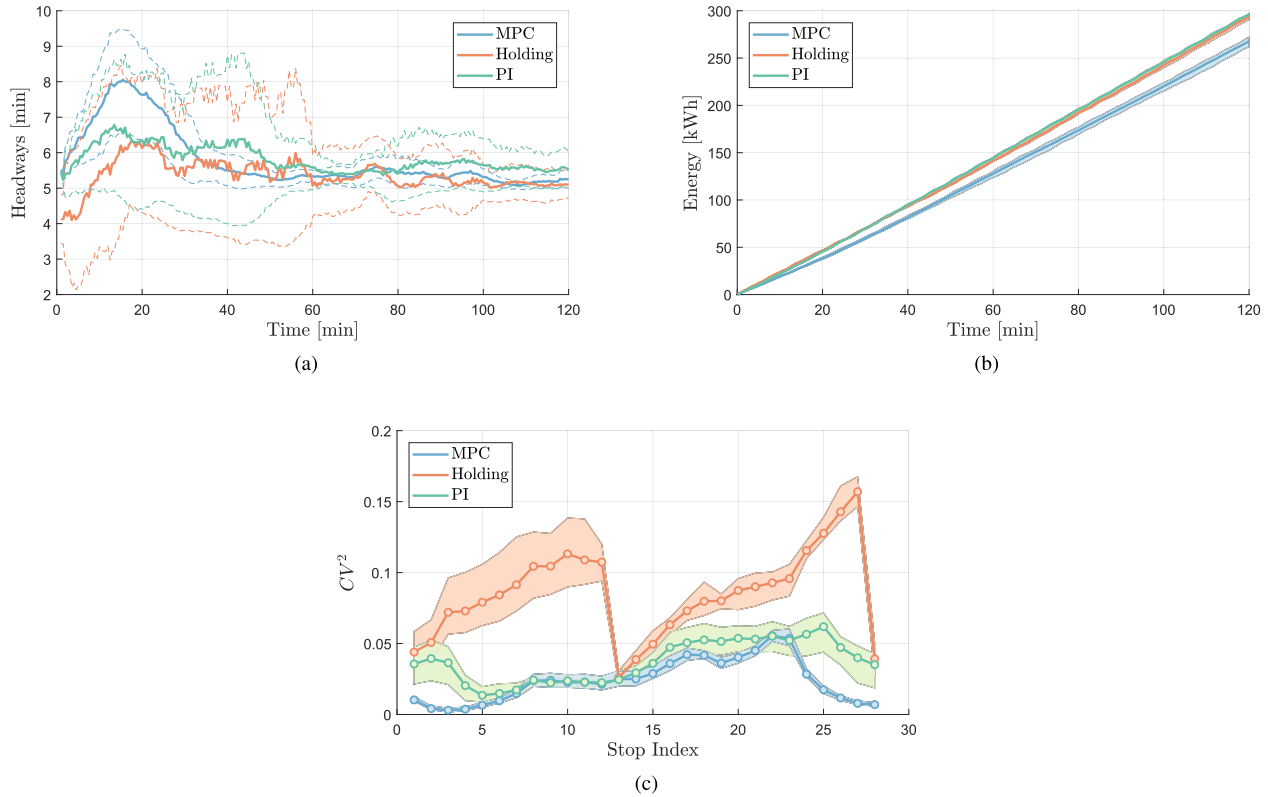 10
9
8
7
6
5
4
3
2
Headways [min]
MPC
Holding
PI
0 20 40 60 80 100 120
Time [min]
(a)
300
250
200
150
100
50
0
Energy [kWh]
MPC
Holding
PI
0 20 40 60 80 100 120
Time [min]
(b)
0.2
0.15
0.1
0.05
0
CV²
MPC
Holding
PI
0 5 10 15 20 25 30
Stop Index
(c)